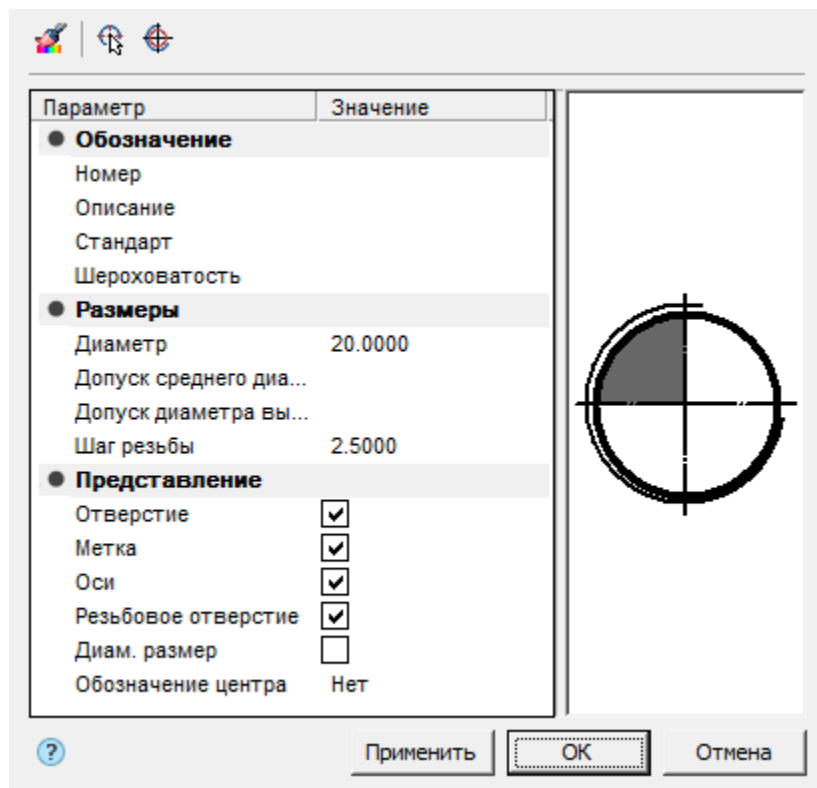 Параметр Значение
Обозначение
Номер
Описание
Стандарт
Шероховатость
Размеры
Диаметр 20.0000
Допуск среднего диа...
Допуск диаметра вы...
Шаг резьбы 2.5000
Представление
Отверстие
Метка
Оси
Резьбовое отверстие
Диам. размер
Обозначение центра Нет
? Применить ОК Отмена